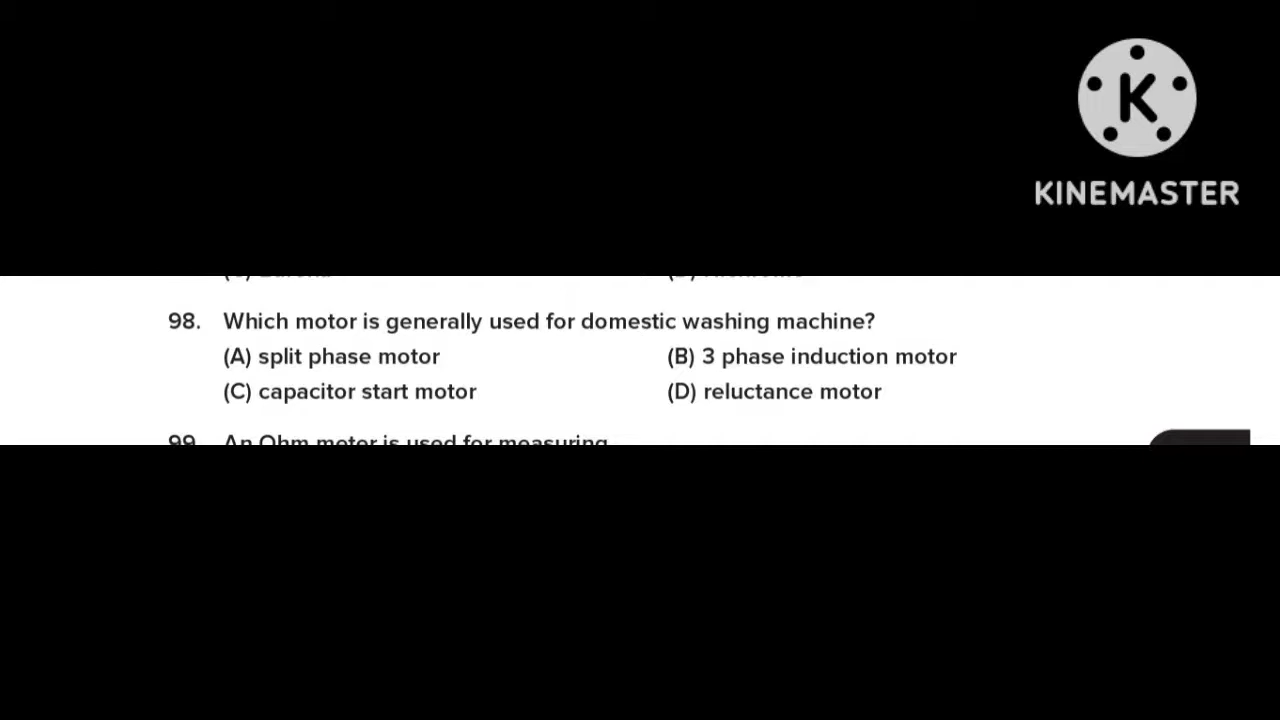 K
KINEMASTER
98. Which motor is generally used for domestic washing machine?
(A) split phase motor (B) 3 phase induction motor
(C) capacitor start motor (D) reluctance motor
99. An Ohm meter is used for measuring